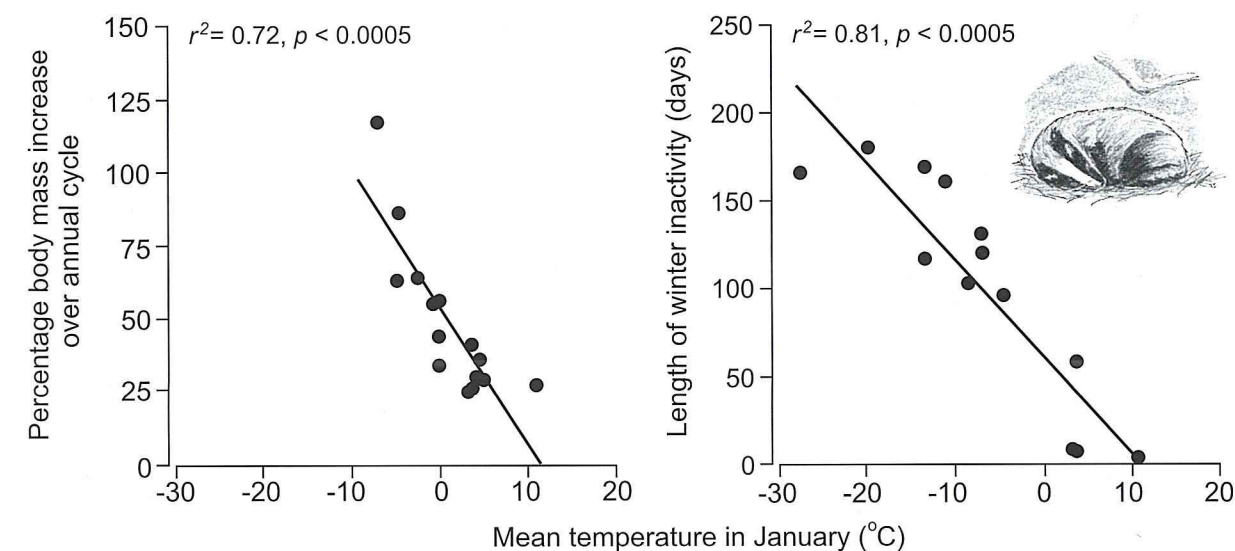 Percentage body mass increase
over annual cycle
150
125
100
75
50
25
0
r²= 0.72, p < 0.0005
-30 -20 -10 0 10 20
Length of winter inactivity (days)
250
200
150
100
50
0
r²= 0.81, p < 0.0005
-30 -20 -10 0 10 20
Mean temperature in January (°C)